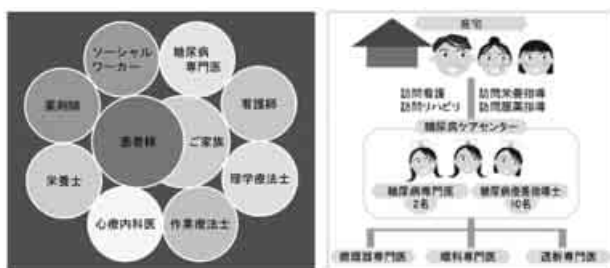 ソーシャル
ワーカー
糖尿病
専門医
薬剤師
看護師
患者様
ご家族
栄養士
理学療法士
心療内科医
作業療法士
居宅
訪問看護
訪問リハビリ
訪問栄養指導
訪問服薬指導
糖尿病ケアセンター
糖尿病専門医
2名
糖尿病療養指導士
10名
循環器専門医
眼科専門医
透析専門医